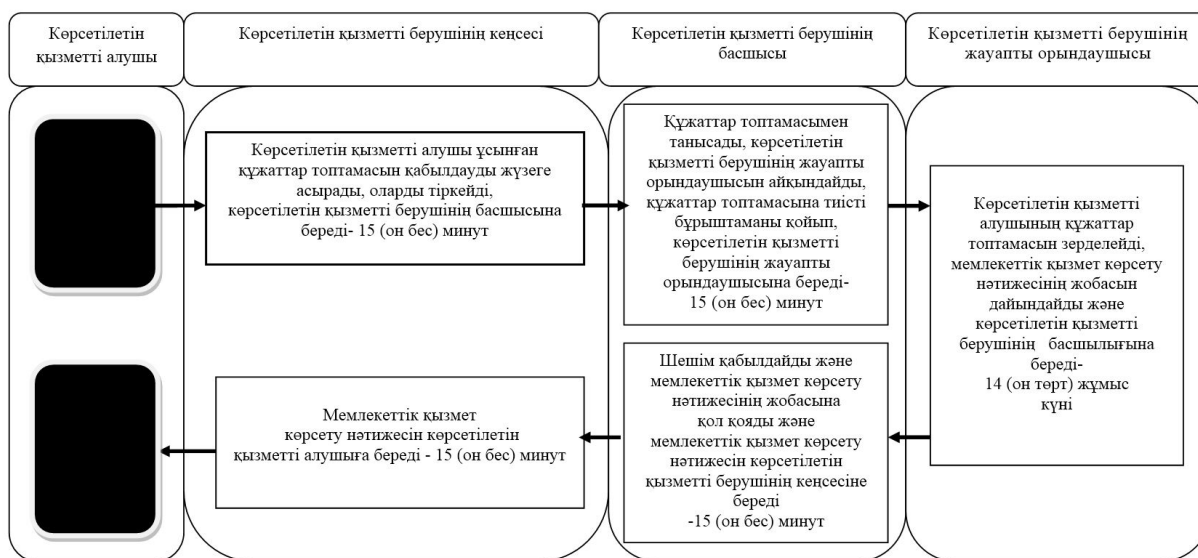 Көрсетілетін
қызметті алушы
Көрсетілетін қызметті берушінің кеңсесі
Көрсетілетін қызметті берушінің
басшысы
Көрсетілетін қызметті берушінің
жауапты орындаушысы
Көрсетілетін қызметті алушы ұсынған
құжаттар топтамасын қабылдауды жүзеге
асырады, оларды тіркейді,
көрсетілетін қызметті берушінің басшысына
береді- 15 (он бес) минут
Құжаттар топтамасымен
танысады, көрсетілетін
қызметті берушінің жауапты
орындаушысын айқындайды,
құжаттар топтамасына тиісті
бұрыштаманы қойып,
көрсетілетін қызметті
берушінің жауапты
орындаушысына береді-
15 (он бес) минут
Көрсетілетін қызметті
алушының құжаттар
топтамасын зерделейді,
мемлекеттік қызмет көрсету
нәтижесінің жобасын
дайындайды және
көрсетілетін қызметті
берушінің басшылығына
береді-
14 (он төрт) жұмыс
күні
Шешім қабылдайды және
мемлекеттік қызмет көрсету
нәтижесінің жобасына
қол қояды және
мемлекеттік қызмет көрсету
нәтижесін көрсетілетін
қызметті берушінің кеңсесіне
береді
-15 (он бес) минут
Мемлекеттік қызмет
көрсету нәтижесін көрсетілетін
қызметті алушыға береді - 15 (он бес) минут